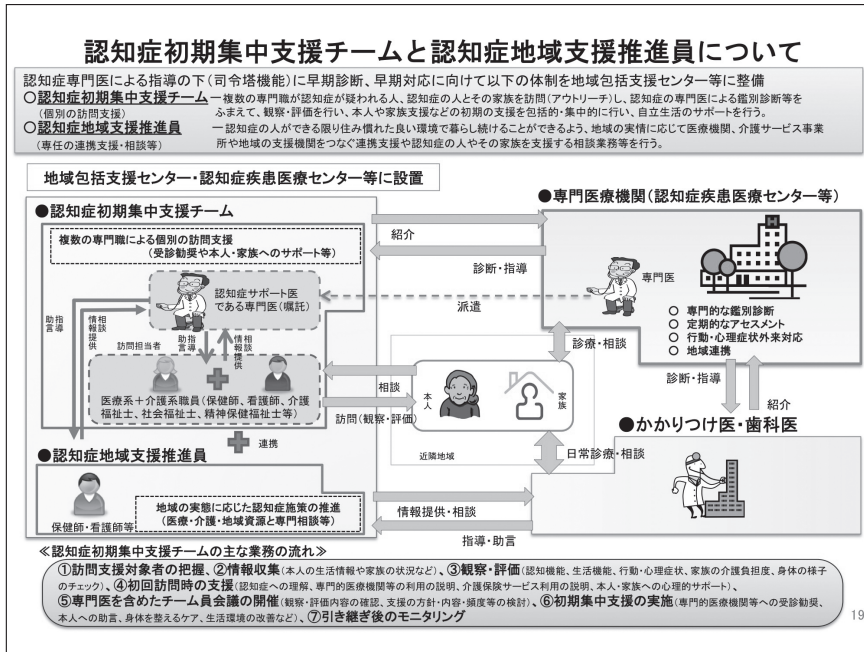 認知症初期集中支援チームと認知症地域支援推進員について
認知症専門医による指導の下(司令塔機能)に早期診断、早期対応に向けて以下の体制を地域包括支援センター等に整備
○認知症初期集中支援チーム ―複数の専門職が認知症が疑われる人、認知症の人とその家族を訪問(アウトリーチ)し、認知症の専門医による鑑別診断等を
(個別の訪問支援) ふまえて、観察・評価を行い、本人や家族支援などの初期の支援を包括的・集中的に行い、自立生活のサポートを行う。
○認知症地域支援推進員 ―認知症の人ができる限り住み慣れた良い環境で暮らし続けることができるよう、地域の実情に応じて医療機関、介護サービス事業
(専任の連携支援・相談等) 所や地域の支援機関をつなぐ連携支援や認知症の人やその家族を支援する相談業務等を行う。
地域包括支援センター・認知症疾患医療センター等に設置
●認知症初期集中支援チーム
複数の専門職による個別の訪問支援
(受診勧奨や本人・家族へのサポート等)
認知症サポート医
である専門医(嘱託)
助言
指導
情報提供
相談
訪問担当者
助言
指導
情報提供
相談
医療系+介護系職員(保健師、看護師、介護
福祉士、社会福祉士、精神保健福祉士等)
連携
●認知症地域支援推進員
保健師・看護師等
地域の実態に応じた認知症施策の推進
(医療・介護・地域資源と専門相談等)
紹介
診断・指導
派遣
相談
訪問(観察・評価)
本人
家族
近隣地域
診療・相談
日常診療・相談
情報提供・相談
指導・助言
●専門医療機関(認知症疾患医療センター等)
専門医
H
○ 専門的な鑑別診断
○ 定期的なアセスメント
○ 行動・心理症状外来対応
○ 地域連携
診断・指導
紹介
●かかりつけ医・歯科医
≪認知症初期集中支援チームの主な業務の流れ≫
①訪問支援対象者の把握、②情報収集(本人の生活情報や家族の状況など)、③観察・評価(認知機能、生活機能、行動・心理症状、家族の介護負担度、身体の様子
のチェック)、④初回訪問時の支援(認知症への理解、専門的医療機関等の利用の説明、介護保険サービス利用の説明、本人・家族への心理的サポート)、
⑤専門医を含めたチーム員会議の開催(観察・評価内容の確認、支援の方針・内容・頻度等の検討)、⑥初期集中支援の実施(専門的医療機関等への受診勧奨、
本人への助言、身体を整えるケア、生活環境の改善など)、⑦引き継ぎ後のモニタリング
19